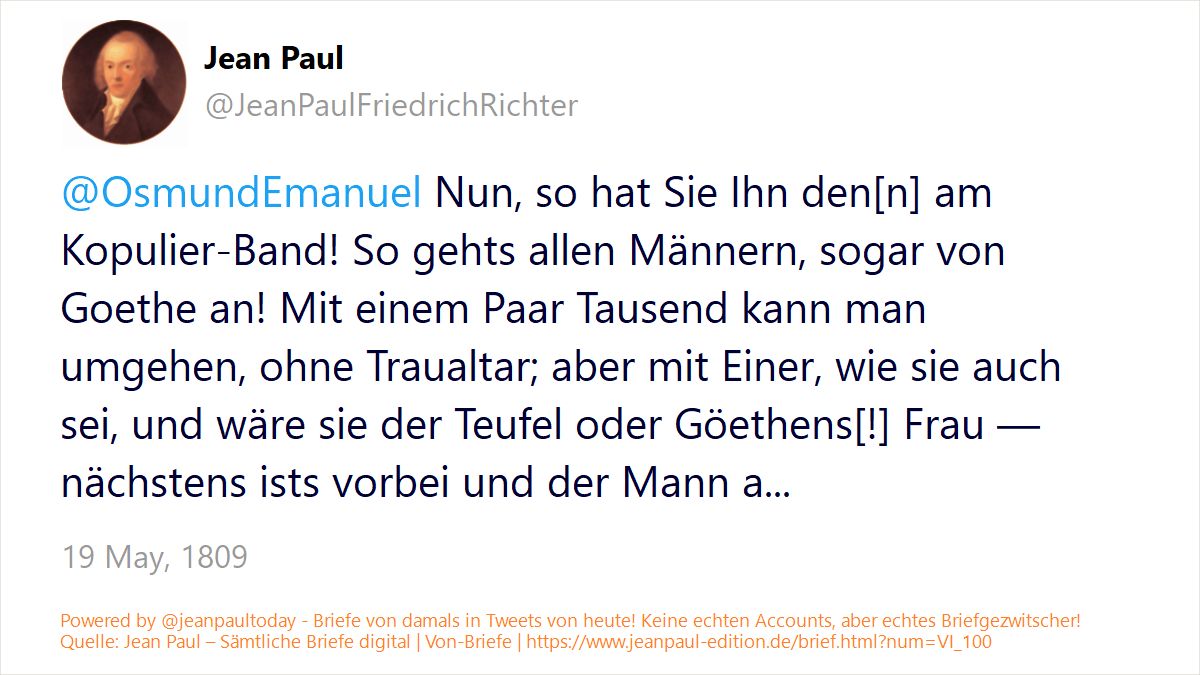 Jean Paul
@JeanPaulFriedrichRichter
@OsmundEmanuel Nun, so hat Sie Ihn den[n] am
Kopulier-Band! So gehts allen Männern, sogar von
Goethe an! Mit einem Paar Tausend kann man
umgehen, ohne Traualtar; aber mit Einer, wie sie auch
sei, und wäre sie der Teufel oder Göethens[!] Frau —
nächstens ists vorbei und der Mann a...
19 May, 1809
Powered by @jeanpaultoday - Briefe von damals in Tweets von heute! Keine echten Accounts, aber echtes Briefgezwitscher!
Quelle: Jean Paul – Sämtliche Briefe digital | Von-Briefe | https://www.jeanpaul-edition.de/brief.html?num=VI_100